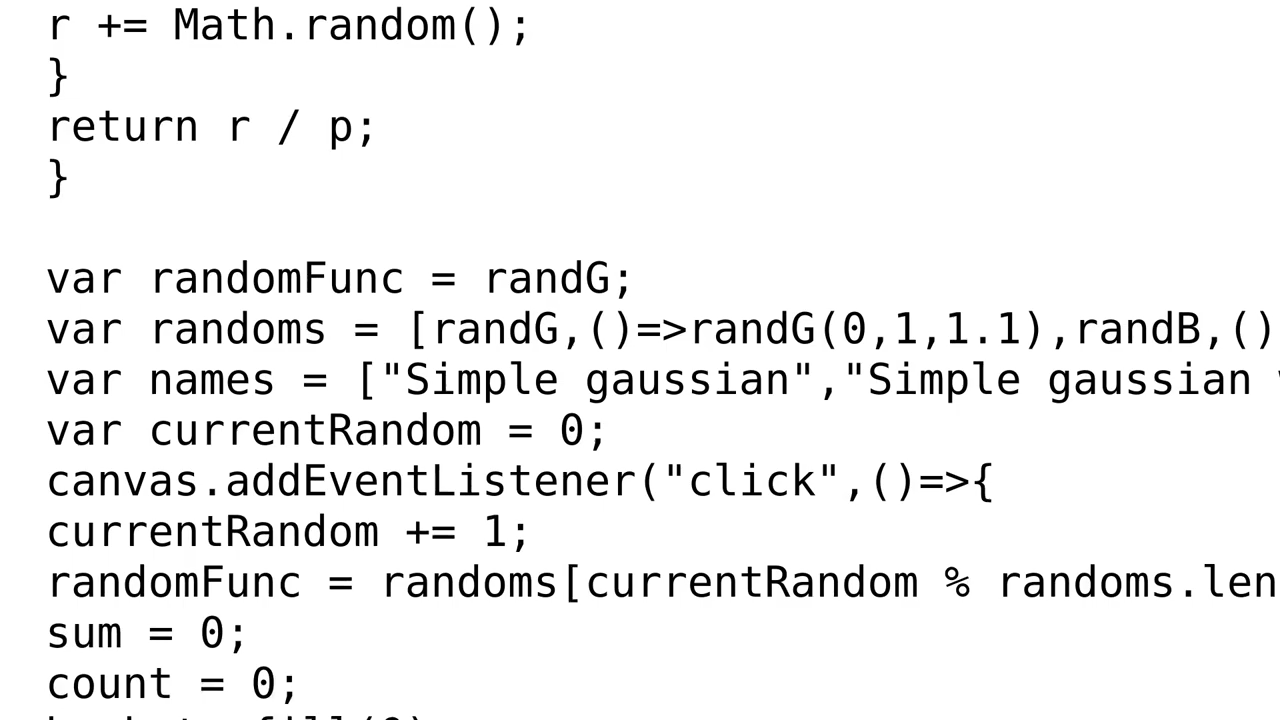 r += Math.random();
}
return r / p;
}
var randomFunc = randG;
var randoms = [randG,()=>randG(0,1,1.1),randB,()
var names = ["Simple gaussian","Simple gaussian
var currentRandom = 0;
canvas.addEventListener("click",()=>{
currentRandom += 1;
randomFunc = randoms[currentRandom % randoms.len
sum = 0;
count = 0;